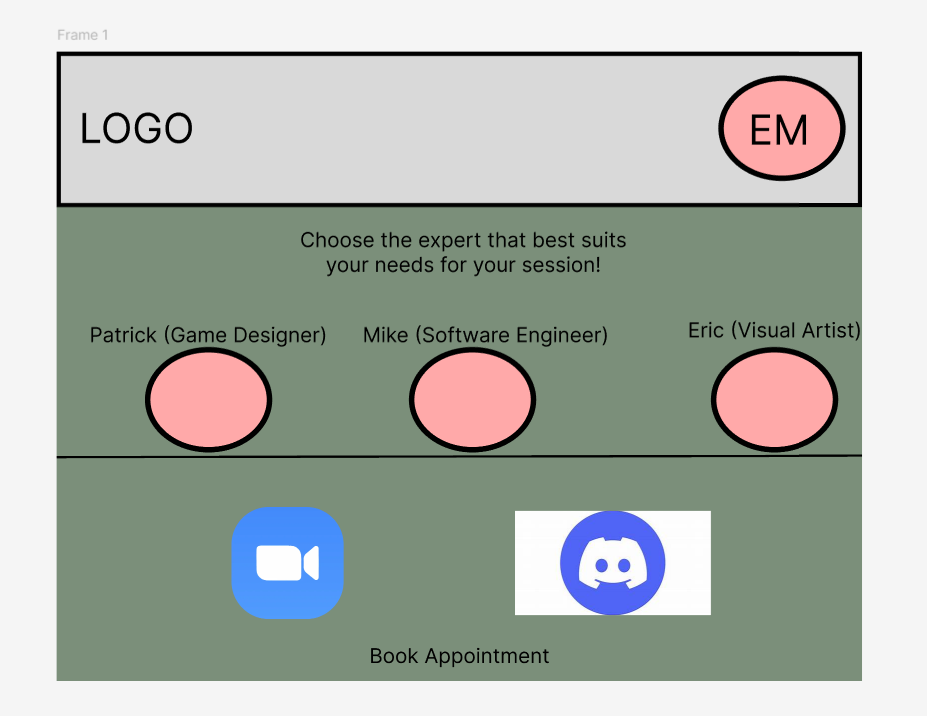 Frame 1
LOGO
EM
Choose the expert that best suits
your needs for your session!
Patrick (Game Designer)
Mike (Software Engineer)
Eric (Visual Artist)
Book Appointment